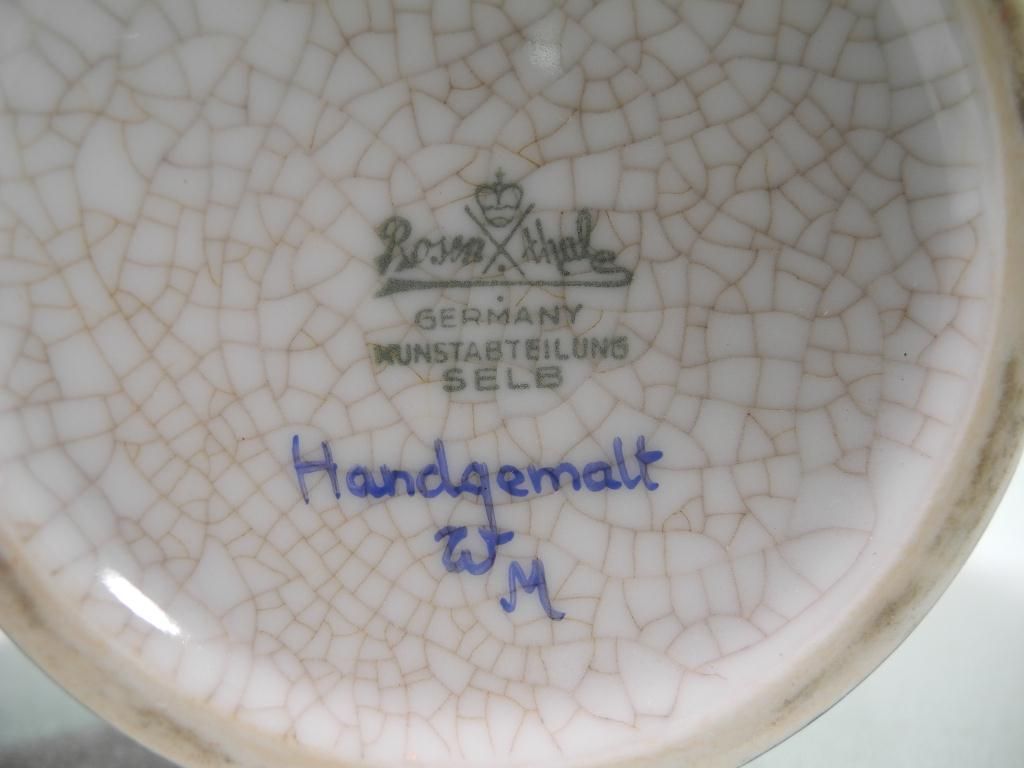 Rosenthal
GERMANY
KUNSTABTEILUNG
SELB
Handgemalt
W
M